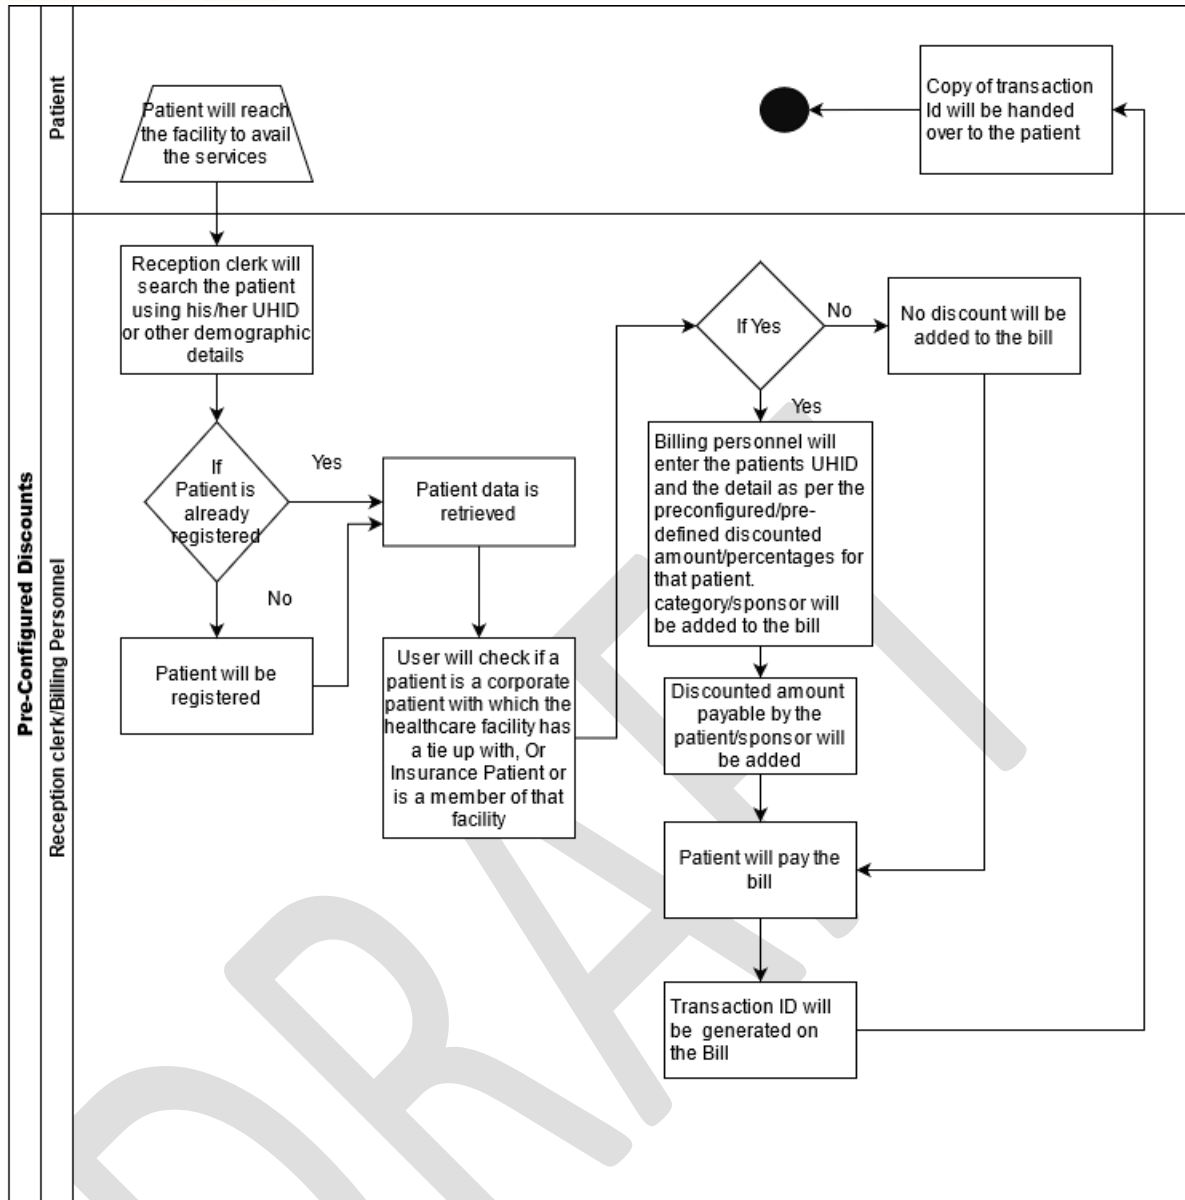 Pre-Configured Discounts
Patient
Patient will reach
the facility to avail
the services
Copy of transaction
Id will be handed
over to the patient
Reception clerk/Billing Personnel
Reception clerk will
search the patient
using his/her UHID
or other demographic
details
If
Patient is
already
registered
Yes
No
Patient will be
registered
Patient data is
retrieved
User will check if a
patient is a corporate
patient with which the
healthcare facility has
a tie up with, Or
Insurance Patient or
is a member of that
facility
If Yes
No
No discount will be
added to the bill
Yes
Billing personnel will
enter the patients UHID
and the detail as per the
preconfigured/pre-
defined discounted
amount/percentages for
that patient.
category/sponsor will
be added to the bill
Discounted amount
payable by the
patient/sponsor will
be added
Patient will pay the
bill
Transaction ID will
be generated on
the Bill
DRAFT